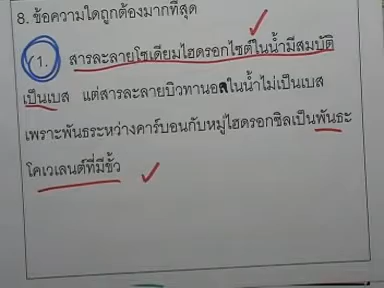 8. ข้อความใดถูกต้องมากที่สุด
1. สารละลายโซเดียมไฮดรอกไซด์ในน้ำมีสมบัติ
เป็นเบส แต่สารละลายบิวทานอลในน้ำไม่เป็นเบส
เพราะพันธะระหว่างคาร์บอนกับหมู่ไฮดรอกซิลเป็นพันธะ
โคเวเลนต์ที่มีขั้ว